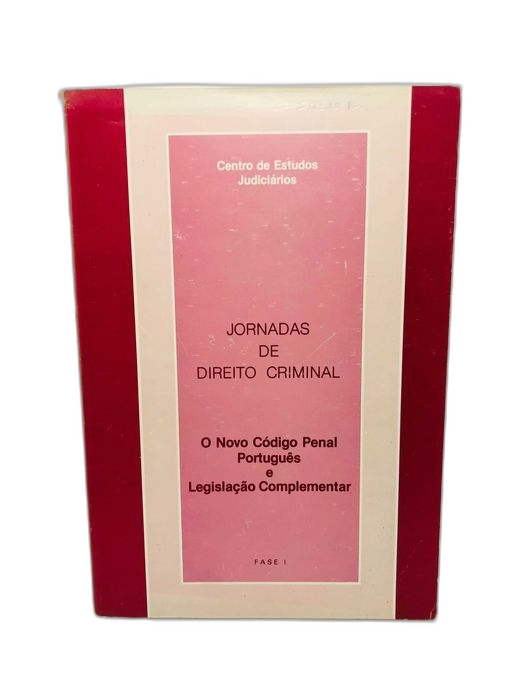 Centro de Estudos
Judiciários
JORNADAS
DE
DIREITO CRIMINAL
O Novo Código Penal
Português
e
Legislação Complementar
FASE I